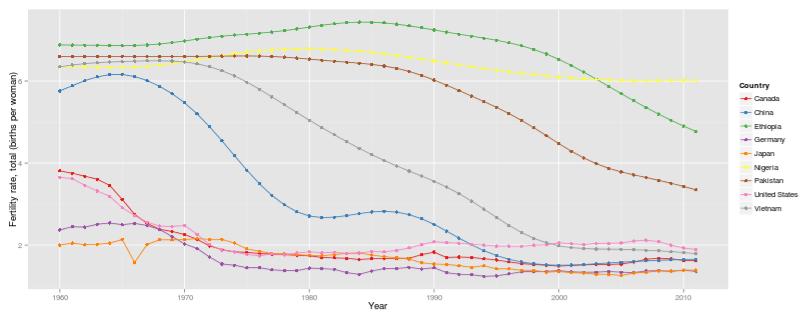 Fertility rate, total (births per woman)
6
4
2
1960 1970 1980 1990 2000 2010
Year
Country
Canada
China
Ethiopia
Germany
Japan
Nigeria
Pakistan
United States
Vietnam